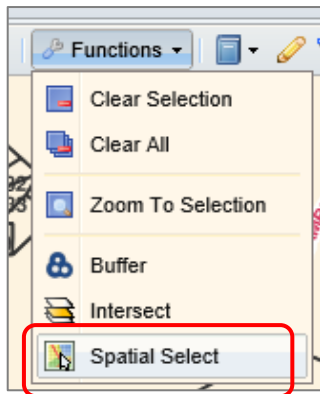 Functions
Clear Selection
Clear All
Zoom To Selection
Buffer
Intersect
Spatial Select